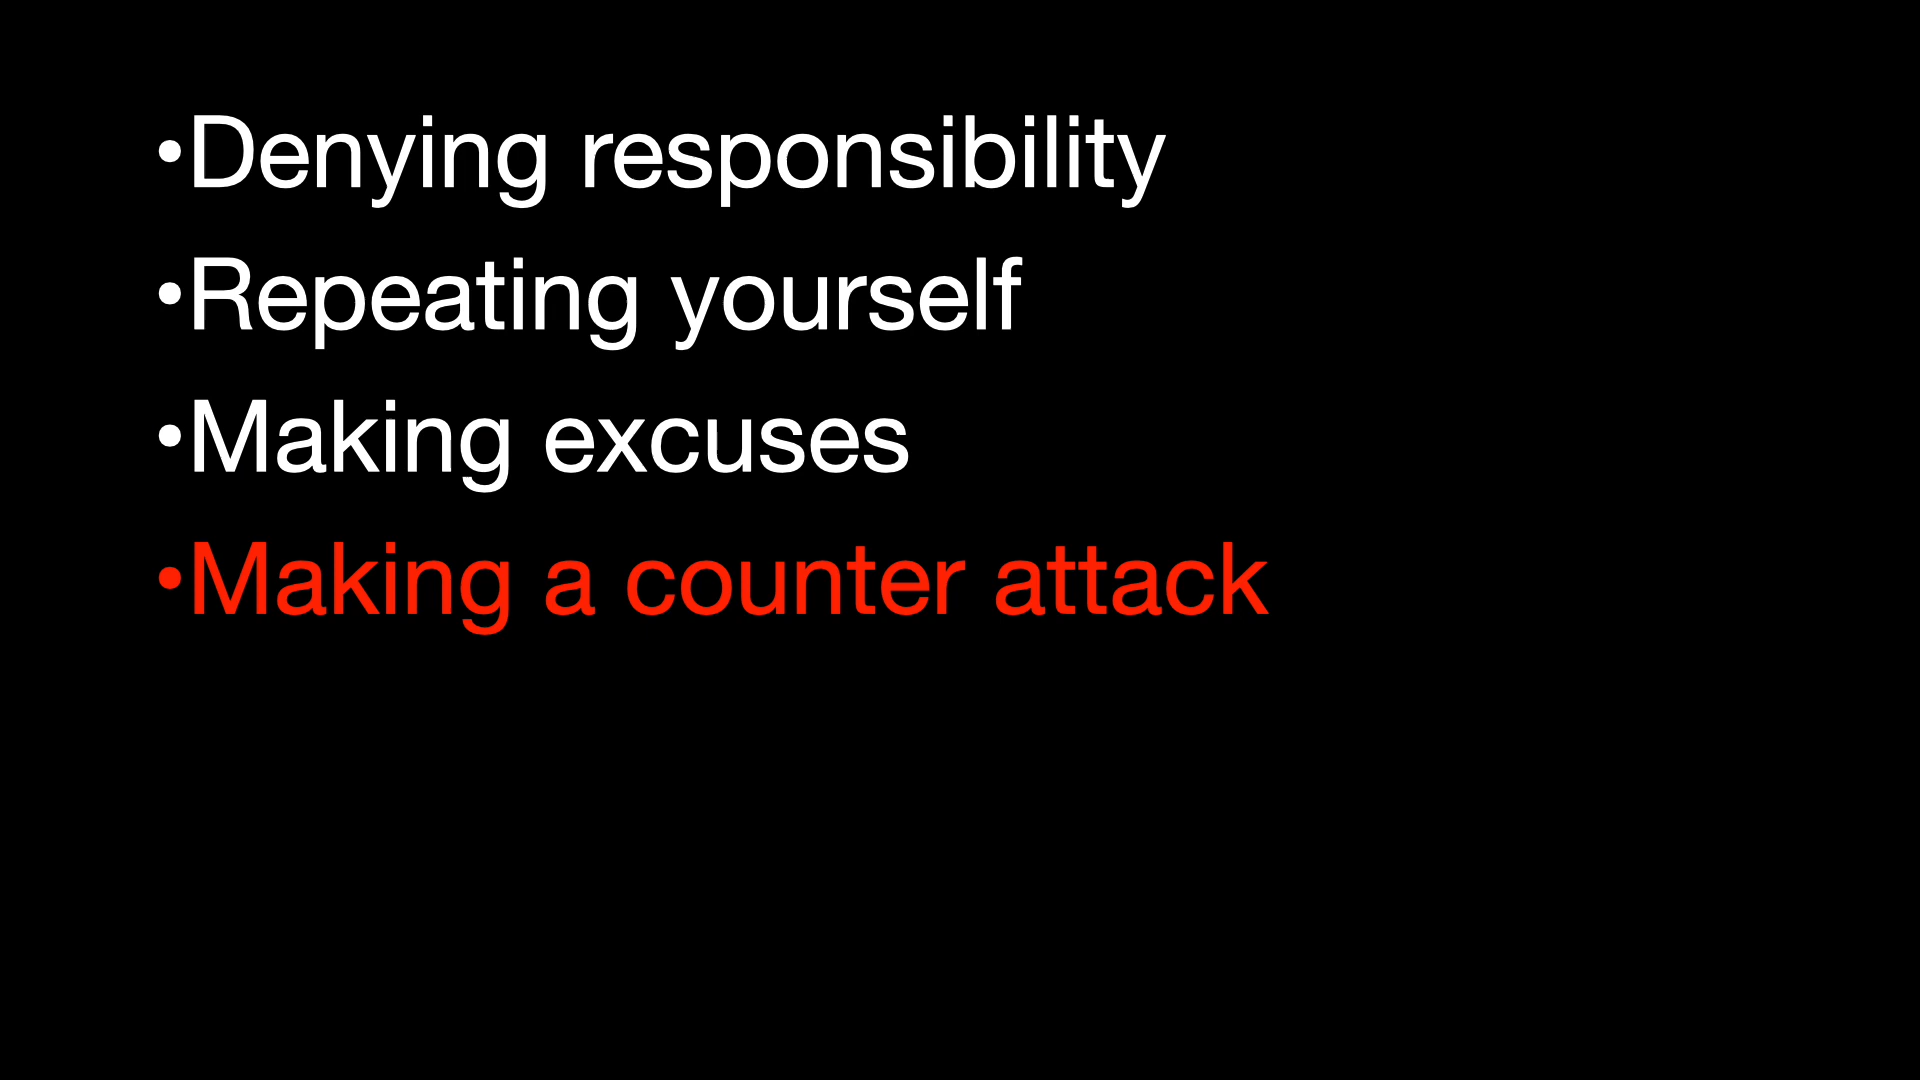 •Denying responsibility
•Repeating yourself
•Making excuses
•Making a counter attack